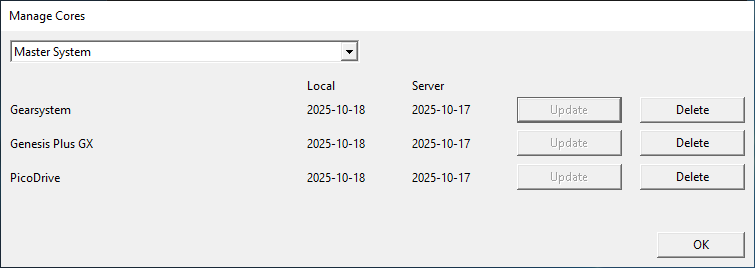 Manage Cores
Master System
Local Server
Gearsystem 2025-10-18 2025-10-17 Update Delete
Genesis Plus GX 2025-10-18 2025-10-17 Update Delete
PicoDrive 2025-10-18 2025-10-17 Update Delete
OK